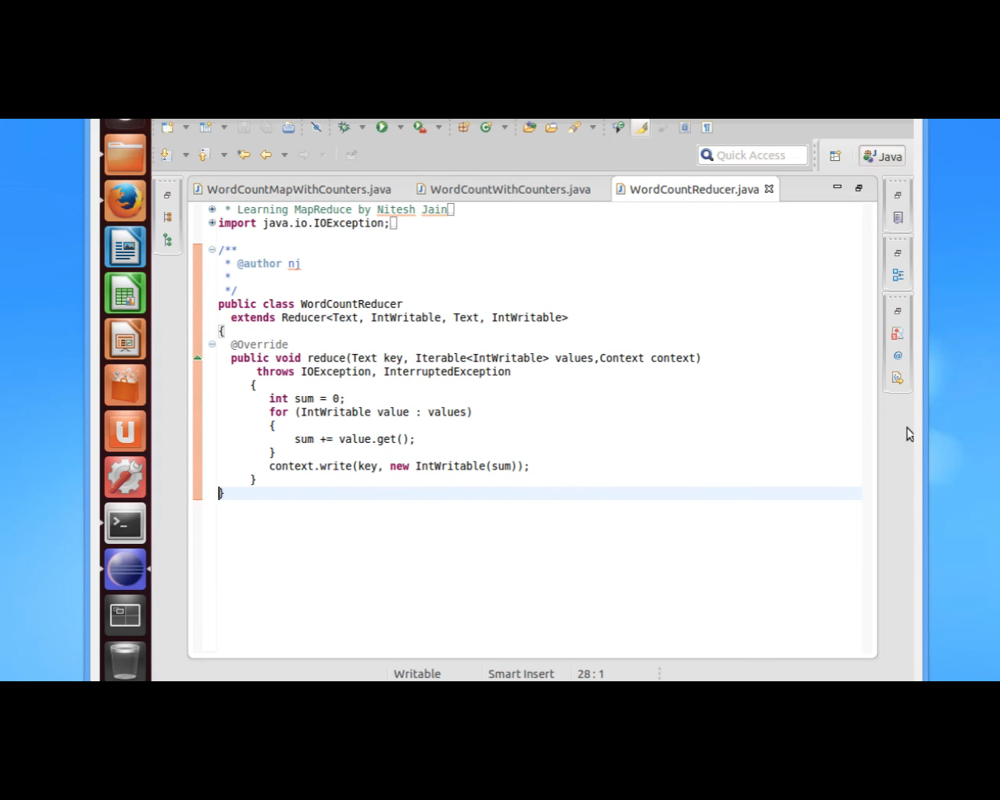 Quick Access
Java
WordCountMapWithCounters.java
WordCountWithCounters.java
WordCountReducer.java
* Learning MapReduce by Nitesh Jain
import java.io.IOException;
/**
* @author nj
*
*/
public class WordCountReducer
extends Reducer<Text, IntWritable, Text, IntWritable>
{
@Override
public void reduce(Text key, Iterable<IntWritable> values,Context context)
throws IOException, InterruptedException
{
int sum = 0;
for (IntWritable value : values)
{
sum += value.get();
}
context.write(key, new IntWritable(sum));
}
}
Writable
Smart Insert
28 : 1